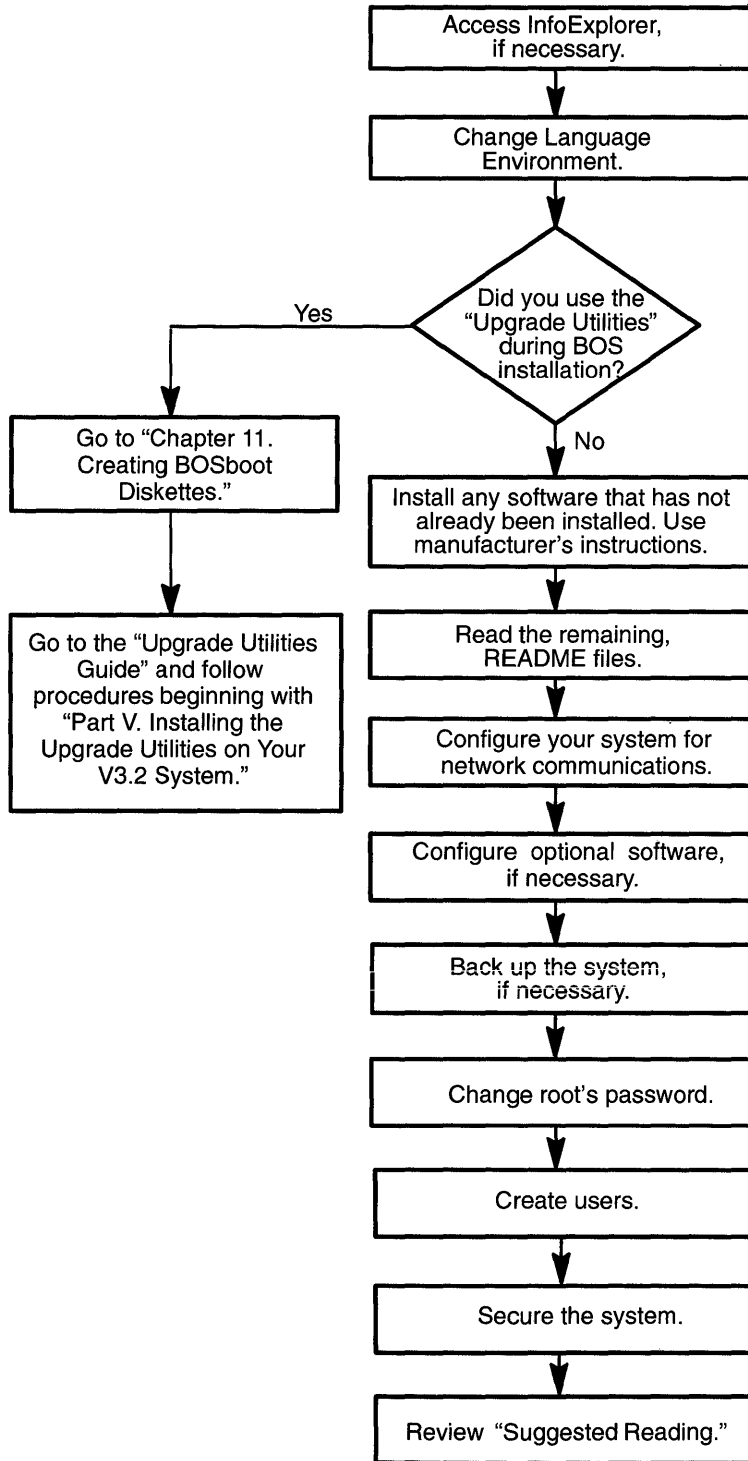 Access InfoExplorer,
if necessary.
Change Language
Environment.
Did you use the
“Upgrade Utilities”
during BOS
installation?
Yes
No
Go to “Chapter 11.
Creating BOSboot
Diskettes.”
Go to the “Upgrade Utilities
Guide” and follow
procedures beginning with
“Part V. Installing the
Upgrade Utilities on Your
V3.2 System.”
Install any software that has not
already been installed. Use
manufacturer’s instructions.
Read the remaining,
README files.
Configure your system for
network communications.
Configure optional software,
if necessary.
Back up the system,
if necessary.
Change root’s password.
Create users.
Secure the system.
Review “Suggested Reading.”